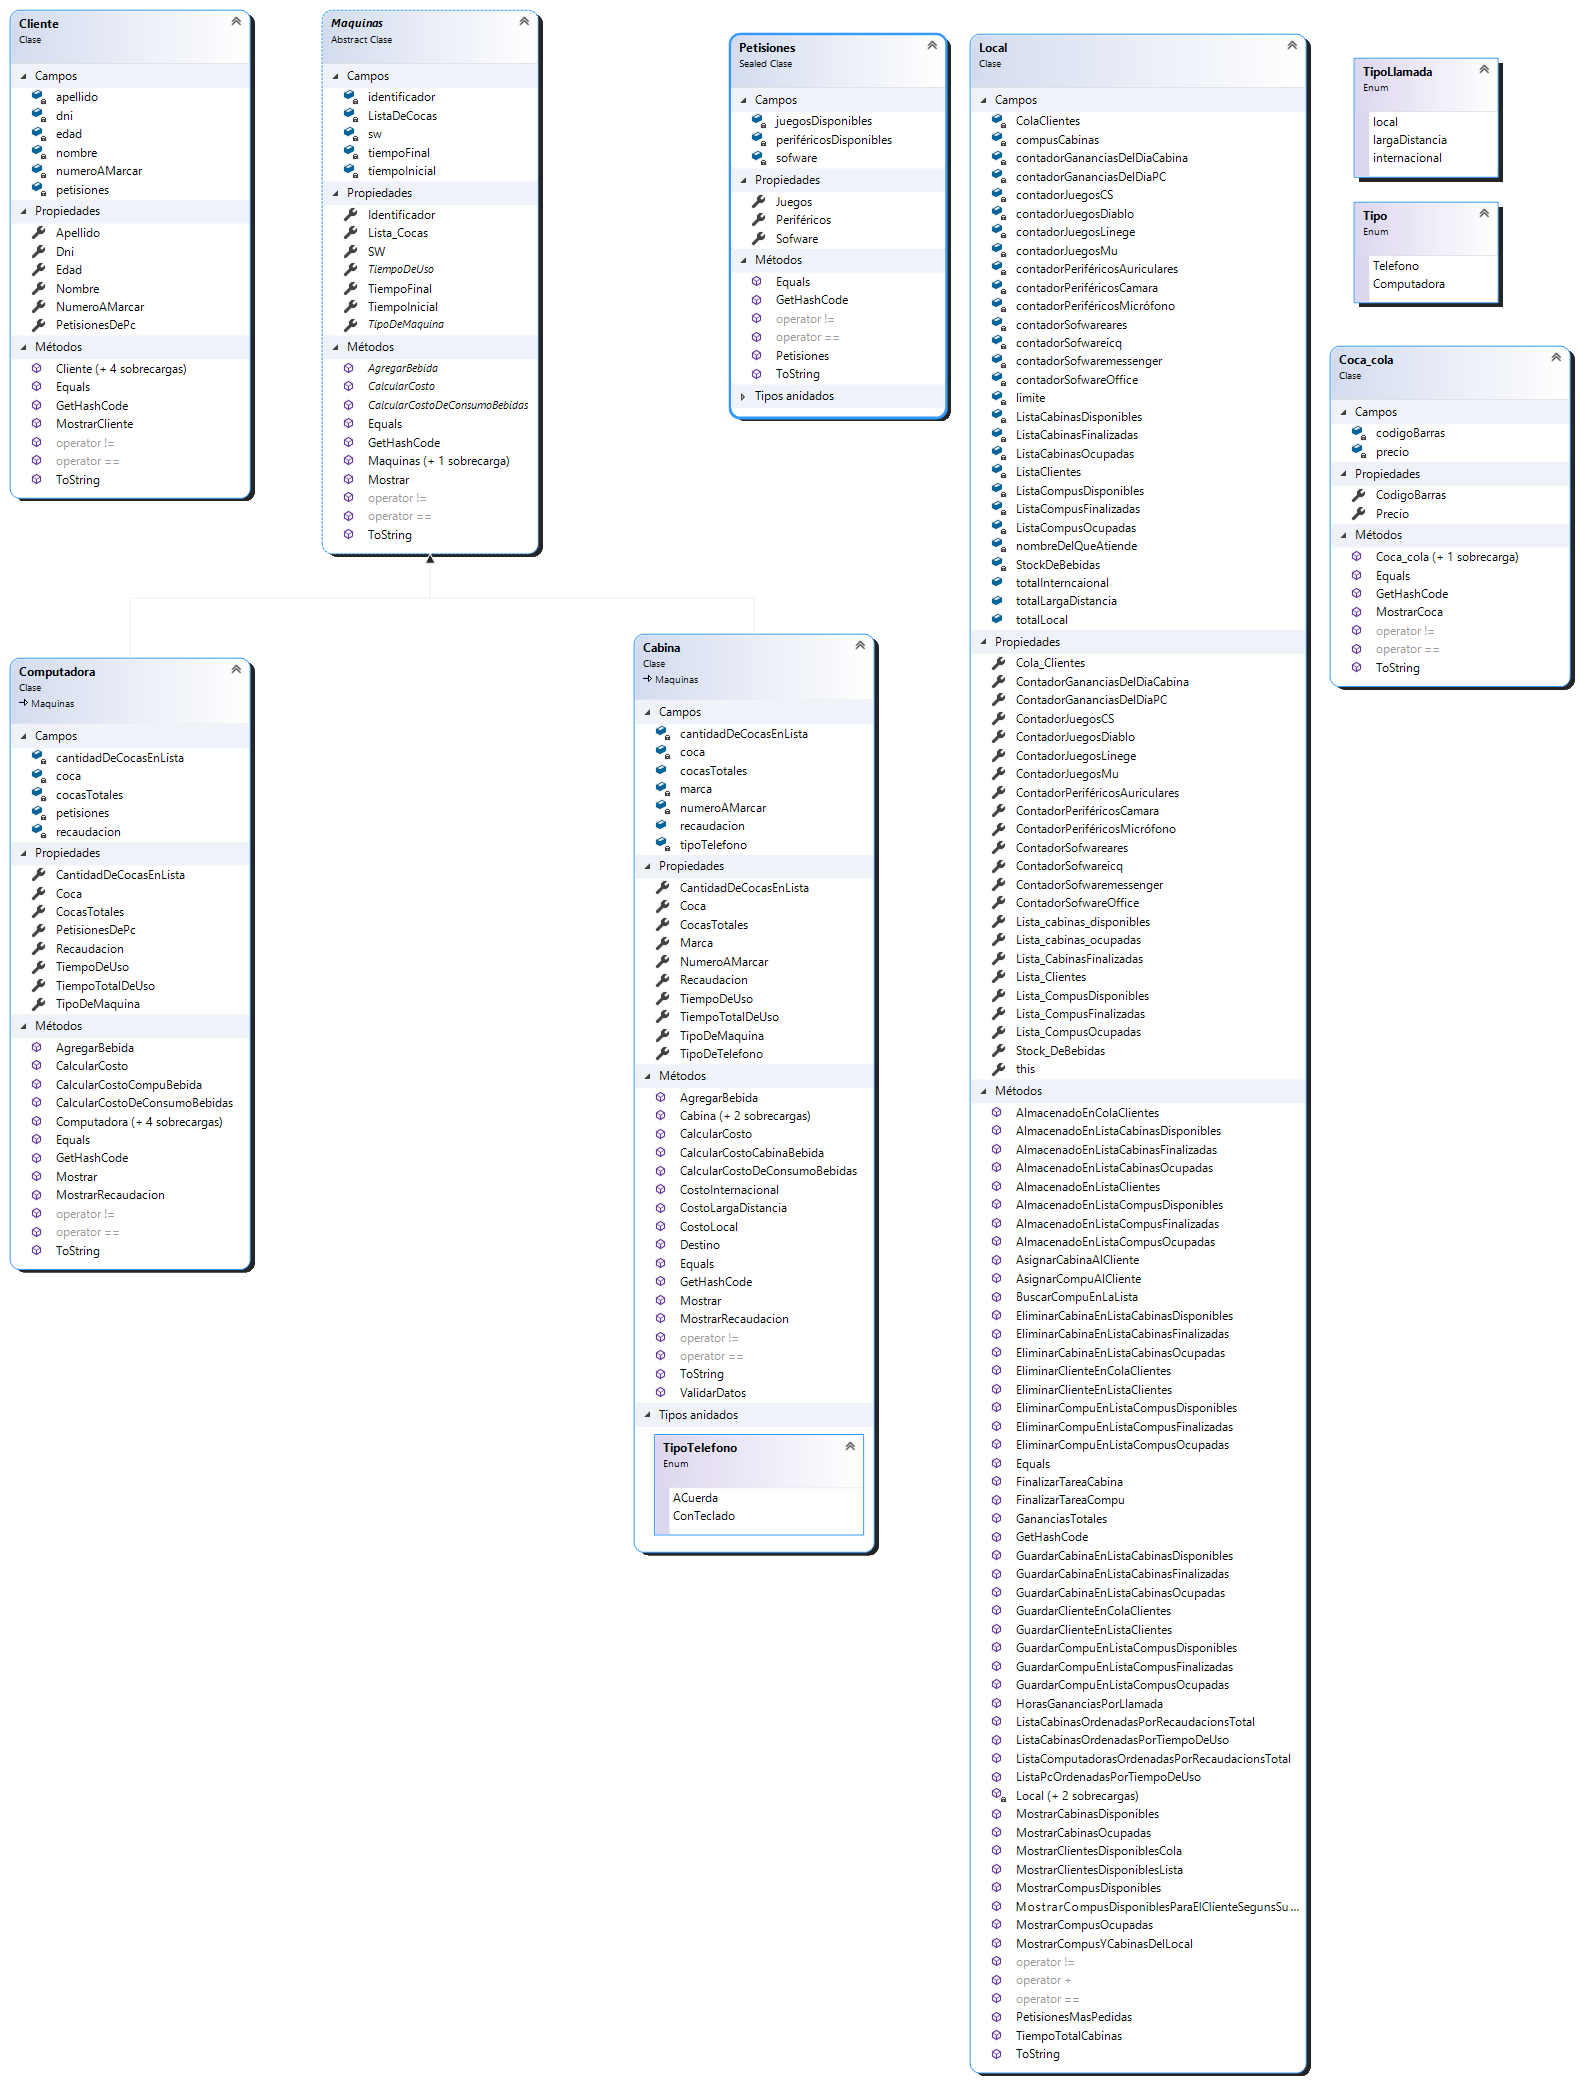 Cliente
Clase
Campos
apellido
dni
edad
nombre
numeroAMarcar
petisiones
Propiedades
Apellido
Dni
Edad
Nombre
NumeroAMarcar
PetisionesDePc
Métodos
Cliente (+ 4 sobrecargas)
Equals
GetHashCode
MostrarCliente
operator !=
operator ==
ToString
Maquinas
Abstract Clase
Campos
identificador
ListaDeCocas
sw
tiempoFinal
tiempoInicial
Propiedades
Identificador
Lista_Cocas
SW
TiempoDeUso
TiempoFinal
TiempoInicial
TipoDeMaquina
Métodos
AgregarBebida
CalcularCosto
CalcularCostoDeConsumoBebidas
Equals
GetHashCode
Maquinas (+ 1 sobrecarga)
Mostrar
operator !=
operator ==
ToString
Petisiones
Sealed Clase
Campos
juegosDisponibles
periféricosDisponibles
sofware
Propiedades
Juegos
Periféricos
Sofware
Métodos
Equals
GetHashCode
operator !=
operator ==
Petisiones
ToString
Tipos anidados
Local
Clase
Campos
ColaClientes
compusCabinas
contadorGananciasDelDiaCabina
contadorGananciasDelDiaPC
contadorJuegosCS
contadorJuegosDiablo
contadorJuegosLinege
contadorJuegosMu
contadorPeriféricosAuriculares
contadorPeriféricosCamara
contadorPeriféricosMicrófono
contadorSofwareares
contadorSofwareicq
contadorSofwaremessenger
contadorSofwareOffice
limite
ListaCabinasDisponibles
ListaCabinasFinalizadas
ListaCabinasOcupadas
ListaClientes
ListaCompusDisponibles
ListaCompusFinalizadas
ListaCompusOcupadas
nombreDelQueAtiende
StockDeBebidas
totalInterncaional
totalLargaDistancia
totalLocal
Propiedades
Cola_Clientes
ContadorGananciasDelDiaCabina
ContadorGananciasDelDiaPC
ContadorJuegosCS
ContadorJuegosDiablo
ContadorJuegosLinege
ContadorJuegosMu
ContadorPeriféricosAuriculares
ContadorPeriféricosCamara
ContadorPeriféricosMicrófono
ContadorSofwareares
ContadorSofwareicq
ContadorSofwaremessenger
ContadorSofwareOffice
Lista_cabinas_disponibles
Lista_cabinas_ocupadas
Lista_CabinasFinalizadas
Lista_Clientes
Lista_CompusDisponibles
Lista_CompusFinalizadas
Lista_CompusOcupadas
Stock_DeBebidas
this
Métodos
AlmacenadoEnColaClientes
AlmacenadoEnListaCabinasDisponibles
AlmacenadoEnListaCabinasFinalizadas
AlmacenadoEnListaCabinasOcupadas
AlmacenadoEnListaClientes
AlmacenadoEnListaCompusDisponibles
AlmacenadoEnListaCompusFinalizadas
AlmacenadoEnListaCompusOcupadas
AsignarCabinaAlCliente
AsignarCompuAlCliente
BuscarCompuEnLaLista
EliminarCabinaEnListaCabinasDisponibles
EliminarCabinaEnListaCabinasFinalizadas
EliminarCabinaEnListaCabinasOcupadas
EliminarClienteEnColaClientes
EliminarClienteEnListaClientes
EliminarCompuEnListaCompusDisponibles
EliminarCompuEnListaCompusFinalizadas
EliminarCompuEnListaCompusOcupadas
Equals
FinalizarTareaCabina
FinalizarTareaCompu
GananciasTotales
GetHashCode
GuardarCabinaEnListaCabinasDisponibles
GuardarCabinaEnListaCabinasFinalizadas
GuardarCabinaEnListaCabinasOcupadas
GuardarClienteEnColaClientes
GuardarClienteEnListaClientes
GuardarCompuEnListaCompusDisponibles
GuardarCompuEnListaCompusFinalizadas
GuardarCompuEnListaCompusOcupadas
HorasGananciasPorLlamada
ListaCabinasOrdenadasPorRecaudacionsTotal
ListaCabinasOrdenadasPorTiempoDeUso
ListaComputadorasOrdenadasPorRecaudacionsTotal
ListaPcOrdenadasPorTiempoDeUso
Local (+ 2 sobrecargas)
MostrarCabinasDisponibles
MostrarCabinasOcupadas
MostrarClientesDisponiblesCola
MostrarClientesDisponiblesLista
MostrarCompusDisponibles
MostrarCompusDisponiblesParaElClienteSegunsSu...
MostrarCompusOcupadas
MostrarCompusYCabinasDelLocal
operator !=
operator +
operator ==
PetisionesMasPedidas
TiempoTotalCabinas
ToString
TipoLlamada
Enum
local
largaDistancia
internacional
Tipo
Enum
Telefono
Computadora
Coca_cola
Clase
Campos
codigoBarras
precio
Propiedades
CodigoBarras
Precio
Métodos
Coca_cola (+ 1 sobrecarga)
Equals
GetHashCode
MostrarCoca
operator !=
operator ==
ToString
Computadora
Clase
Maquinas
Campos
cantidadDeCocasEnLista
coca
cocasTotales
petisiones
recaudacion
Propiedades
CantidadDeCocasEnLista
Coca
CocasTotales
PetisionesDePc
Recaudacion
TiempoDeUso
TiempoTotalDeUso
TipoDeMaquina
Métodos
AgregarBebida
CalcularCosto
CalcularCostoCompuBebida
CalcularCostoDeConsumoBebidas
Computadora (+ 4 sobrecargas)
Equals
GetHashCode
Mostrar
MostrarRecaudacion
operator !=
operator ==
ToString
Cabina
Clase
Maquinas
Campos
cantidadDeCocasEnLista
coca
cocasTotales
marca
numeroAMarcar
recaudacion
tipoTelefono
Propiedades
CantidadDeCocasEnLista
Coca
CocasTotales
Marca
NumeroAMarcar
Recaudacion
TiempoDeUso
TiempoTotalDeUso
TipoDeMaquina
TipoDeTelefono
Métodos
AgregarBebida
Cabina (+ 2 sobrecargas)
CalcularCosto
CalcularCostoCabinaBebida
CalcularCostoDeConsumoBebidas
CostoInternacional
CostoLargaDistancia
CostoLocal
Destino
Equals
GetHashCode
Mostrar
MostrarRecaudacion
operator !=
operator ==
ToString
ValidarDatos
Tipos anidados
TipoTelefono
Enum
ACuerda
ConTeclado